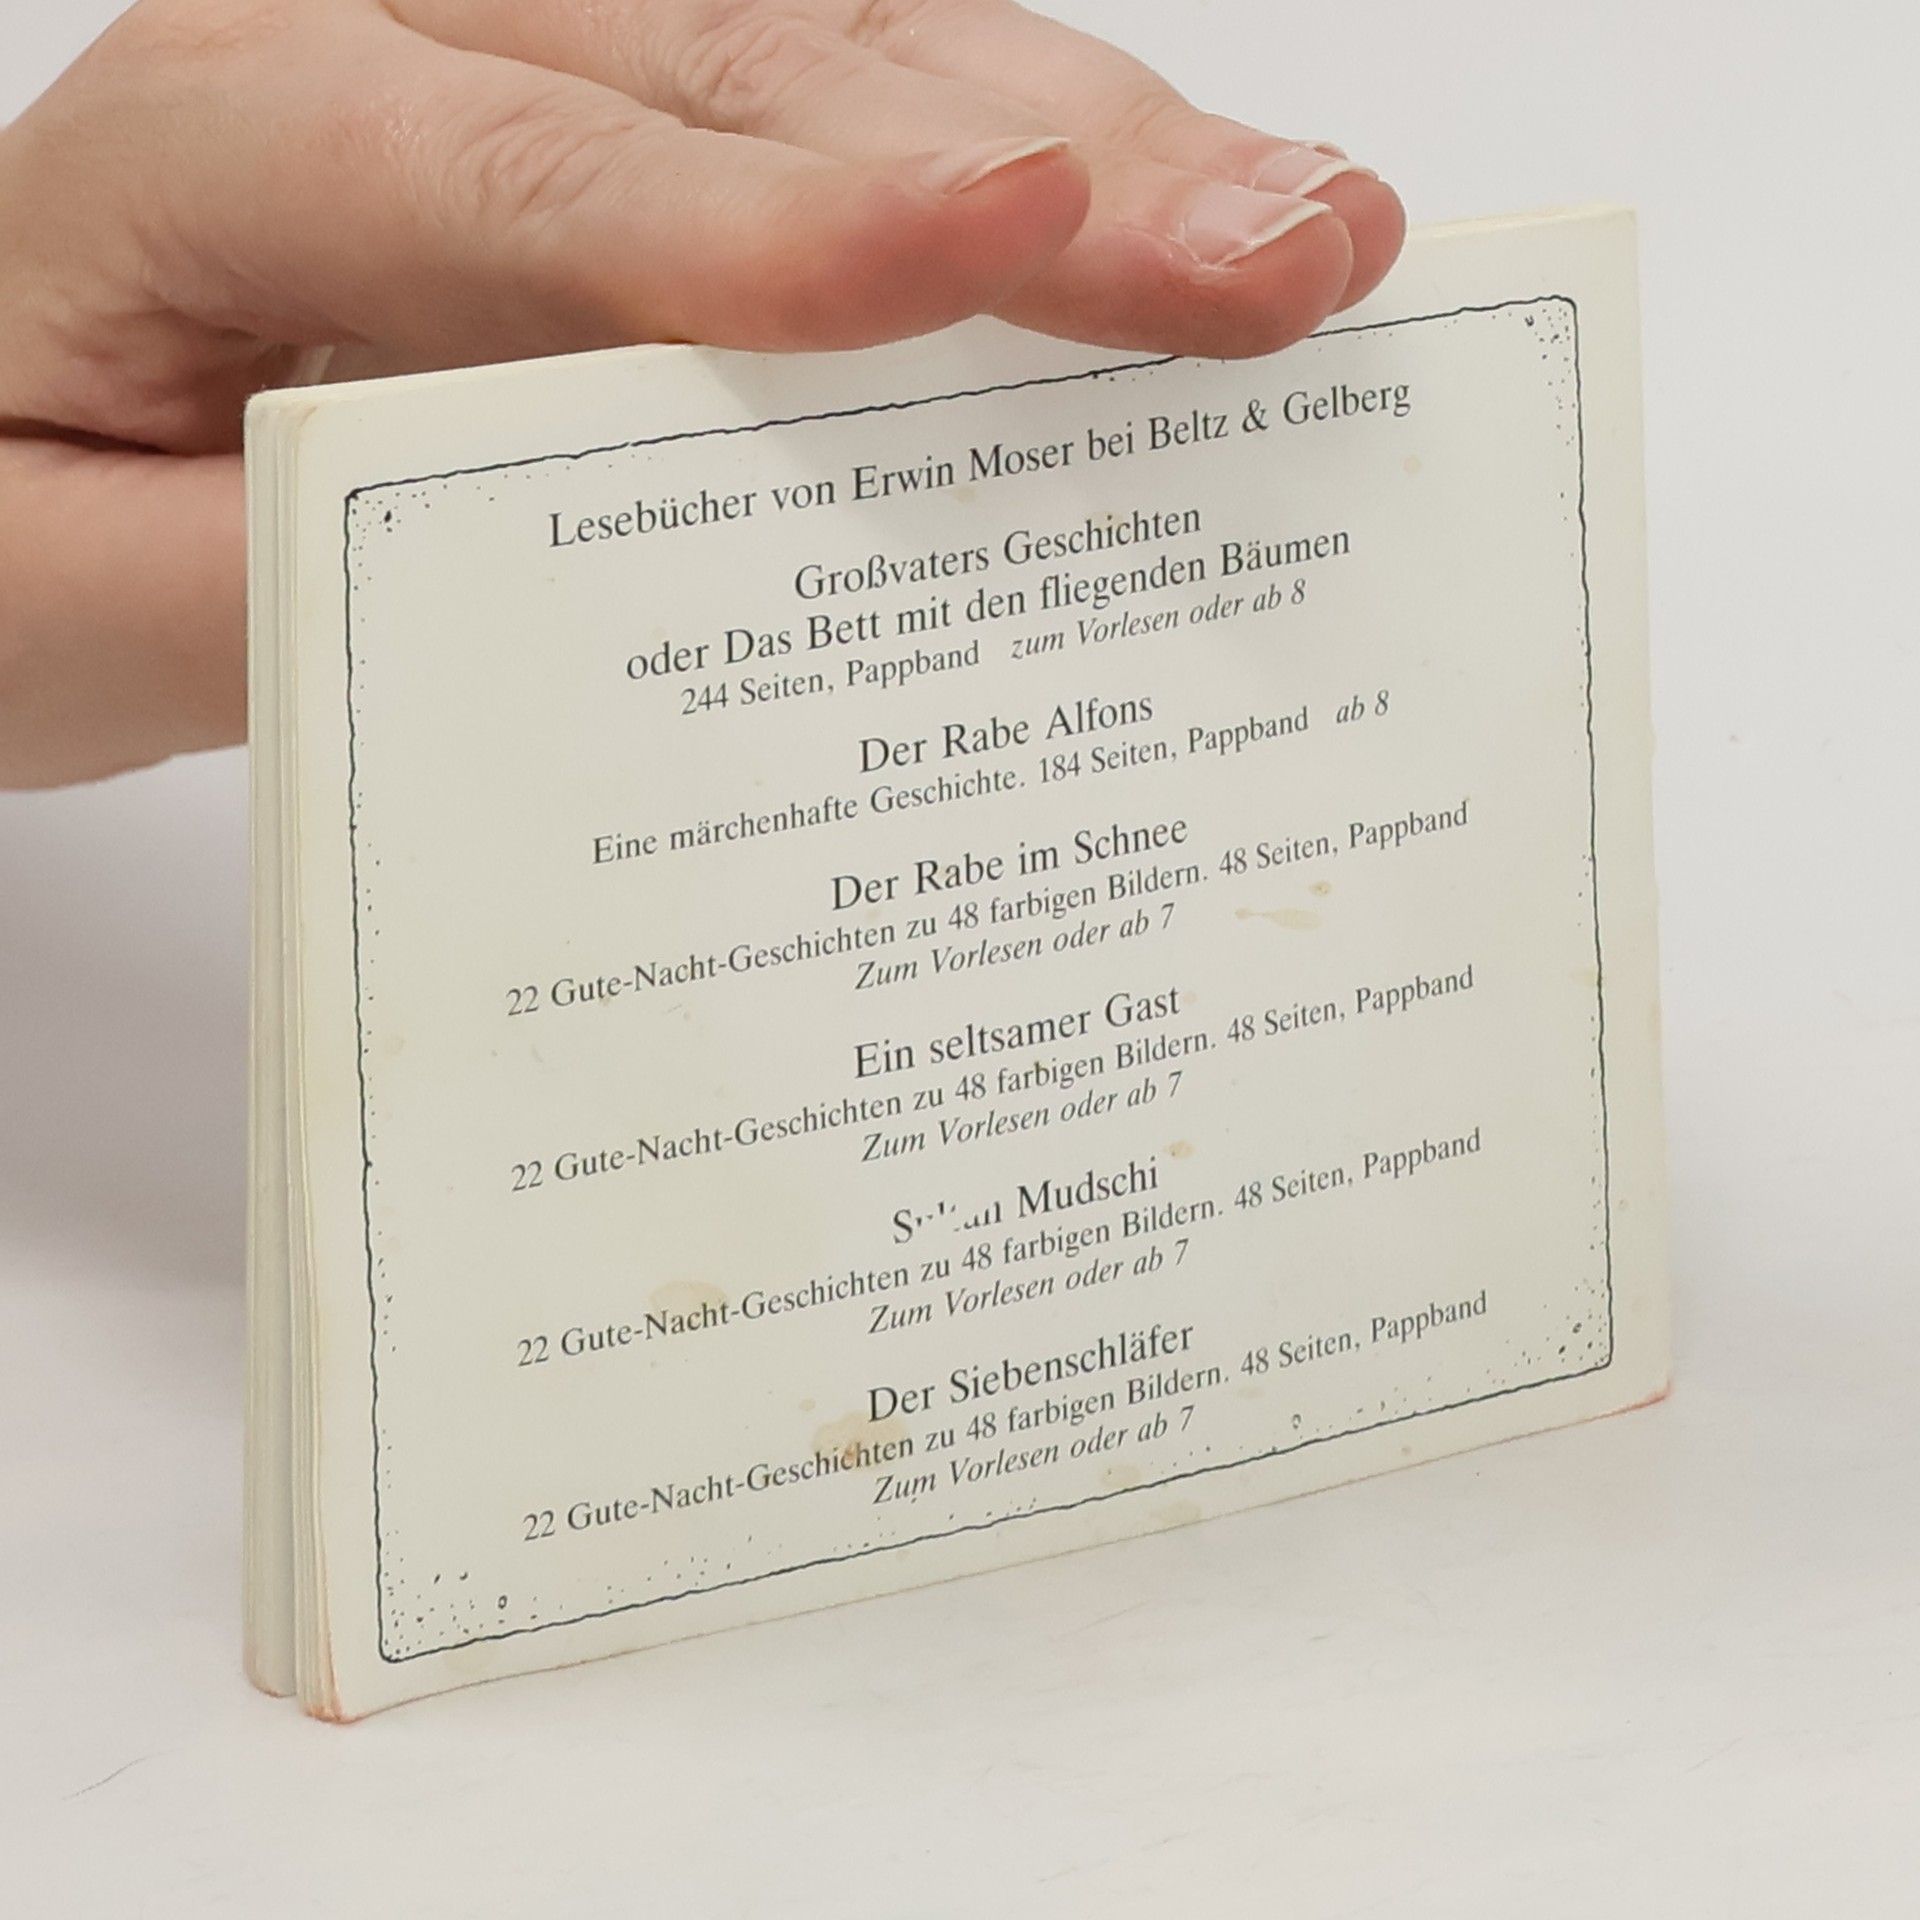 Lesebücher von Erwin Moser bei Beltz & Gelberg
Großvaters Geschichten
oder Das Bett mit den fliegenden Bäumen
244 Seiten, Pappband zum Vorlesen oder ab 8
Der Rabe Alfons
Eine märchenhafte Geschichte. 184 Seiten, Pappband ab 8
Der Rabe im Schnee
22 Gute-Nacht-Geschichten zu 48 farbigen Bildern. 48 Seiten, Pappband
Zum Vorlesen oder ab 7
Ein seltsamer Gast
22 Gute-Nacht-Geschichten zu 48 farbigen Bildern. 48 Seiten, Pappband
Zum Vorlesen oder ab 7
Mudschi
22 Gute-Nacht-Geschichten zu 48 farbigen Bildern. 48 Seiten, Pappband
Zum Vorlesen oder ab 7
Der Siebenschläfer
22 Gute-Nacht-Geschichten zu 48 farbigen Bildern. 48 Seiten, Pappband
Zum Vorlesen oder ab 7